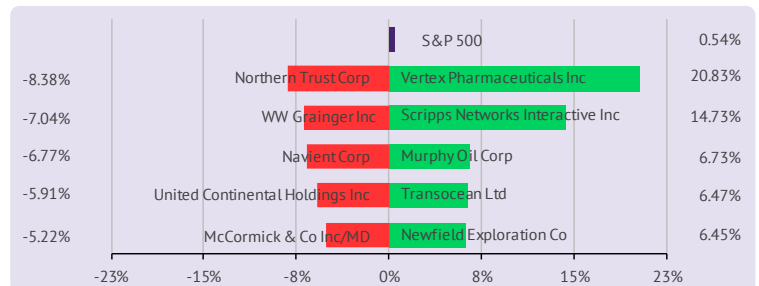 S&P 500 0.54%
-8.38% Northern Trust Corp Vertex Pharmaceuticals Inc 20.83%
-7.04% WW Grainger Inc Scripps Networks Interactive Inc 14.73%
-6.77% Navient Corp Murphy Oil Corp 6.73%
-5.91% United Continental Holdings Inc Transocean Ltd 6.47%
-5.22% McCormick & Co Inc/MD Newfield Exploration Co 6.45%
-23% -15% -8% 0% 8% 15% 23%